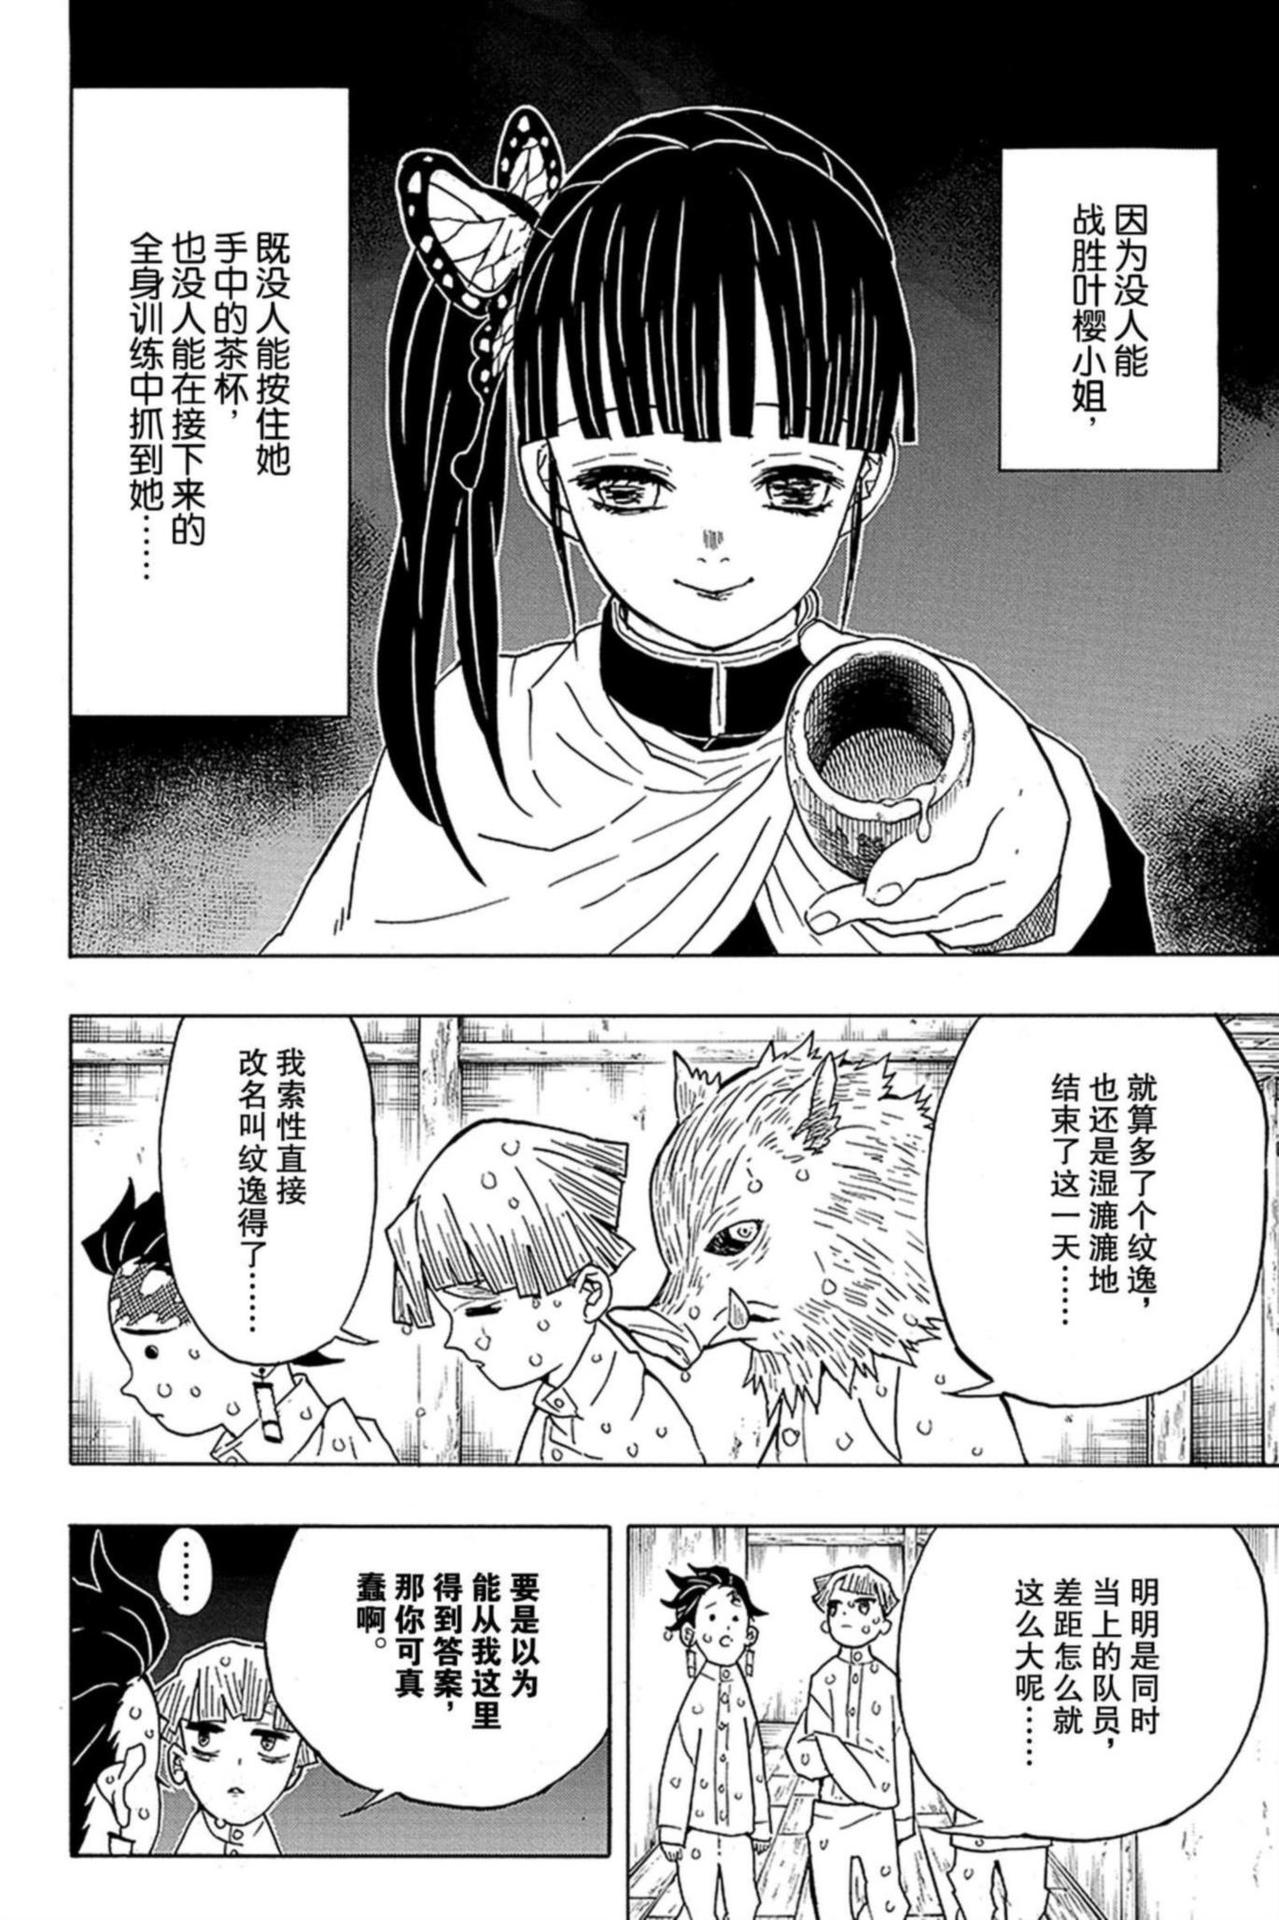 因为没人能
战胜叶樱小姐，
既没人能按住她
手中的茶杯，
也没人能在接下来的
全身训练中抓到她……
就算多了个纹逸，
也还是湿漉漉地
结束了这一天……
我索性直接
改名叫纹逸得了……
明明是同时
当上的队员，
差距怎么就
这么大呢……
要是以为
能从我这里
得到答案，
那你可真
蠢啊。
……